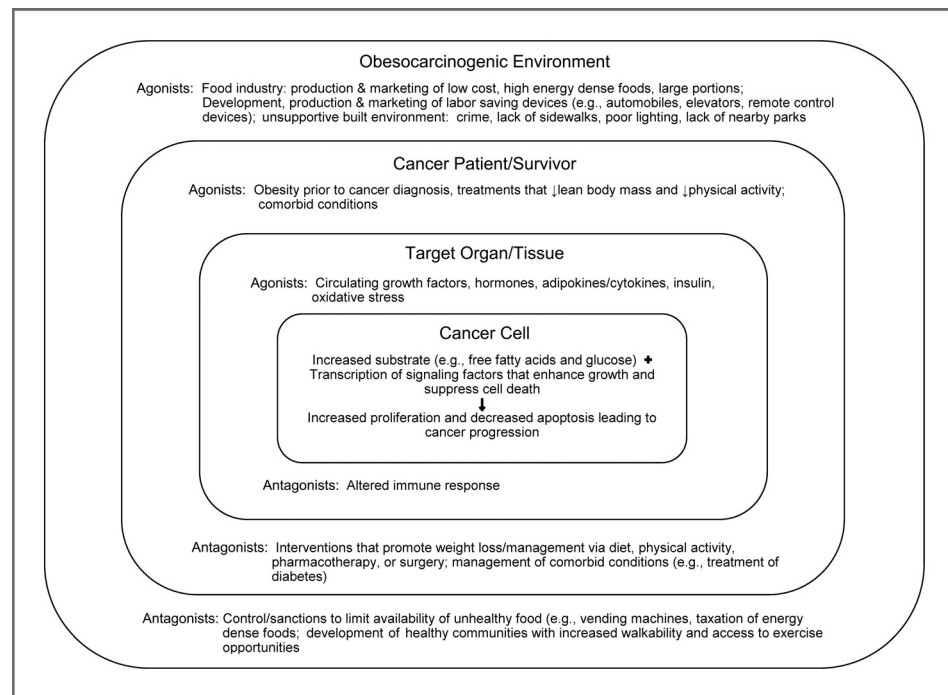 Obesocarcinogenic Environment
Agonists: Food industry: production & marketing of low cost, high energy dense foods, large portions;
Development, production & marketing of labor saving devices (e.g., automobiles, elevators, remote control
devices); unsupportive built environment: crime, lack of sidewalks, poor lighting, lack of nearby parks
Cancer Patient/Survivor
Agonists: Obesity prior to cancer diagnosis, treatments that ↓lean body mass and ↓physical activity;
comorbid conditions
Target Organ/Tissue
Agonists: Circulating growth factors, hormones, adipokines/cytokines, insulin,
oxidative stress
Cancer Cell
Increased substrate (e.g., free fatty acids and glucose) +
Transcription of signaling factors that enhance growth and
suppress cell death
↓
Increased proliferation and decreased apoptosis leading to
cancer progression
Antagonists: Altered immune response
Antagonists: Interventions that promote weight loss/management via diet, physical activity,
pharmacotherapy, or surgery; management of comorbid conditions (e.g., treatment of
diabetes)
Antagonists: Control/sanctions to limit availability of unhealthy food (e.g., vending machines, taxation of energy
dense foods; development of healthy communities with increased walkability and access to exercise
opportunities